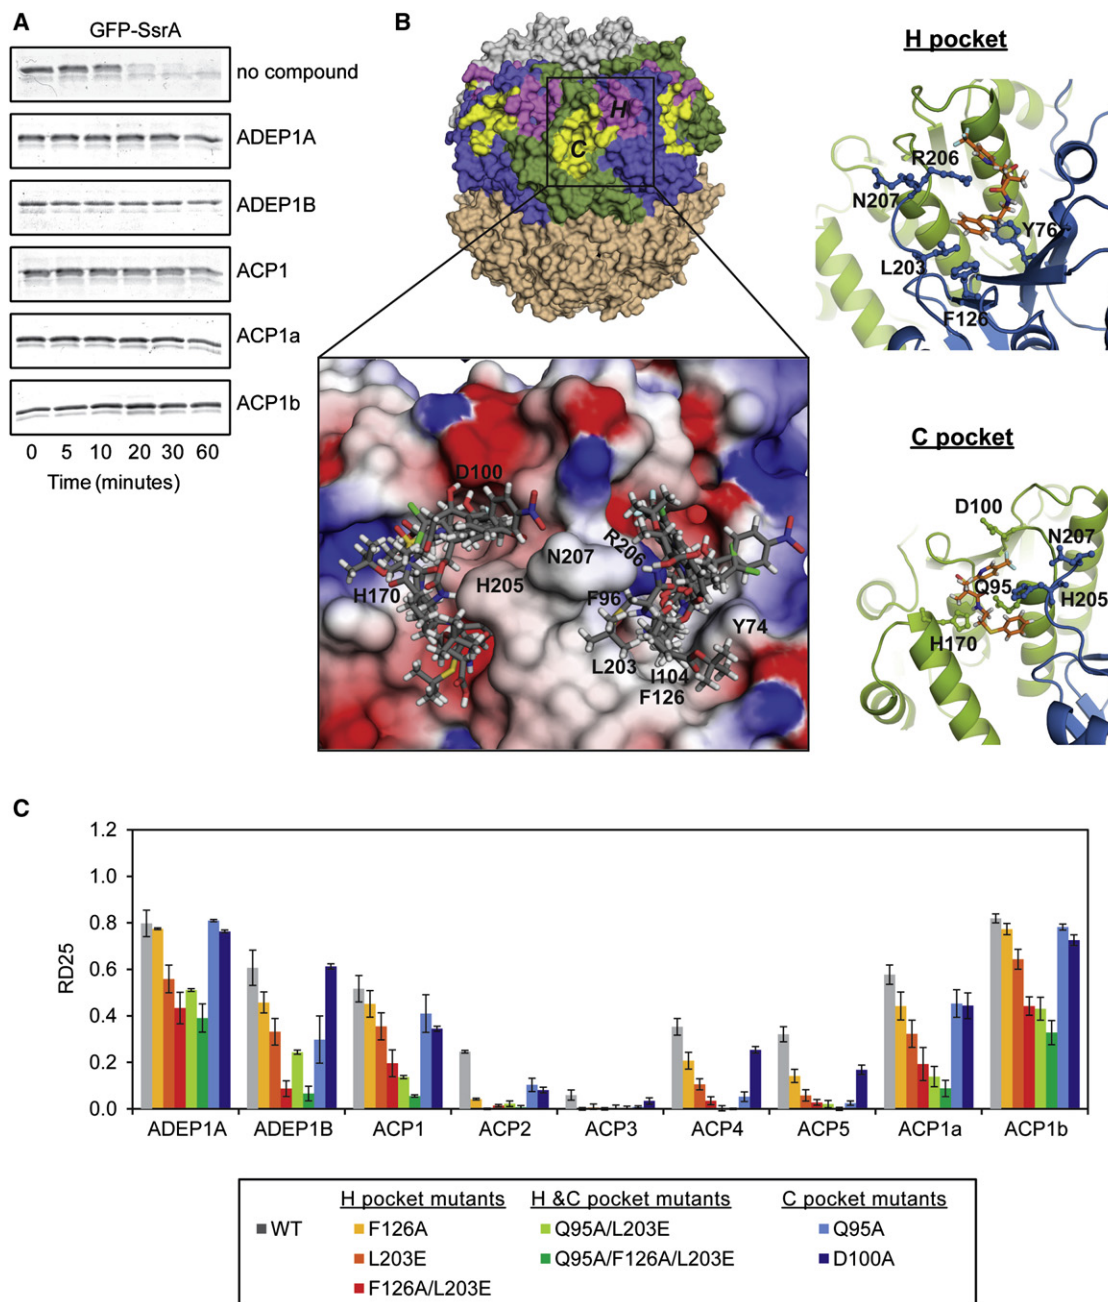 A
GFP-SsrA
no compound
ADEP1A
ADEP1B
ACP1
ACP1a
ACP1b
0 5 10 20 30 60
Time (minutes)
B
H
C
D100
N207
R206
H170
H205
F96
Y74
L203
I104
F126
H pocket
R206
N207
Y76
L203
F126
C pocket
D100
N207
Q95
H205
H170
C
RD25
1.2
1.0
0.8
0.6
0.4
0.2
0.0
ADEP1A ADEP1B ACP1 ACP2 ACP3 ACP4 ACP5 ACP1a ACP1b
H pocket mutants H &C pocket mutants C pocket mutants
WT F126A Q95A/L203E Q95A
L203E Q95A/F126A/L203E D100A
F126A/L203E